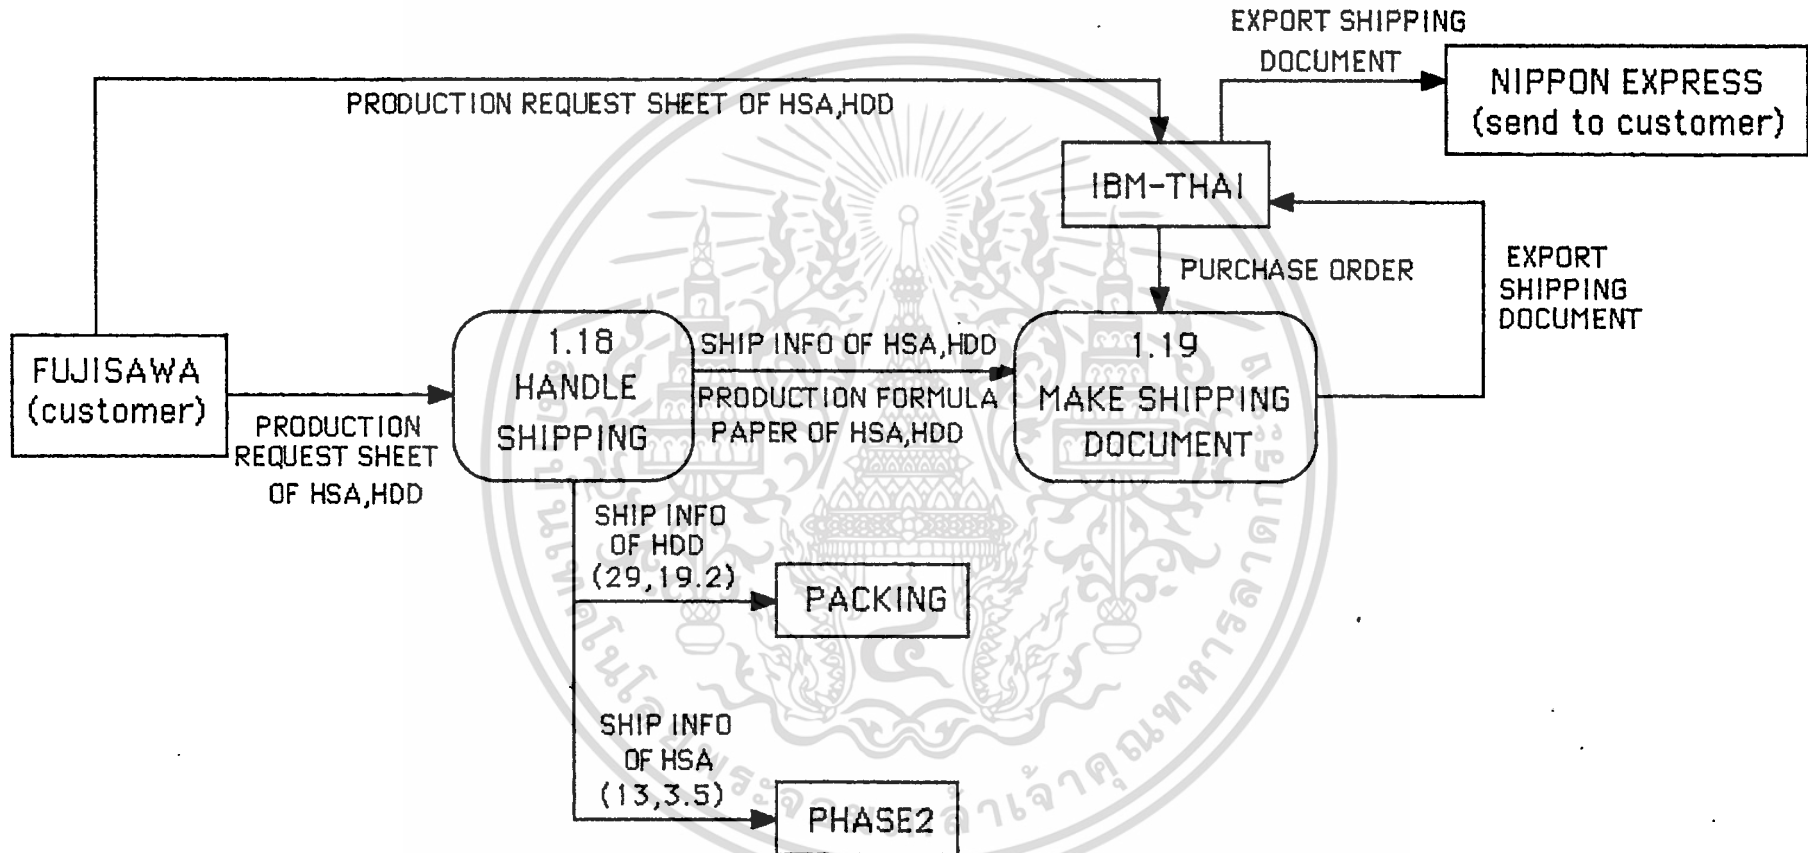 EXPORT SHIPPING
DOCUMENT
NIPPON EXPRESS
(send to customer)
PRODUCTION REQUEST SHEET OF HSA,HDD
IBM-THAI
PURCHASE ORDER
EXPORT
SHIPPING
DOCUMENT
FUJISAWA
(customer)
PRODUCTION
REQUEST SHEET
OF HSA,HDD
1.18
HANDLE
SHIPPING
SHIP INFO OF HSA,HDD
PRODUCTION FORMULA
PAPER OF HSA,HDD
1.19
MAKE SHIPPING
DOCUMENT
SHIP INFO
OF HDD
(29,19.2)
PACKING
SHIP INFO
OF HSA
(13,3.5)
PHASE2